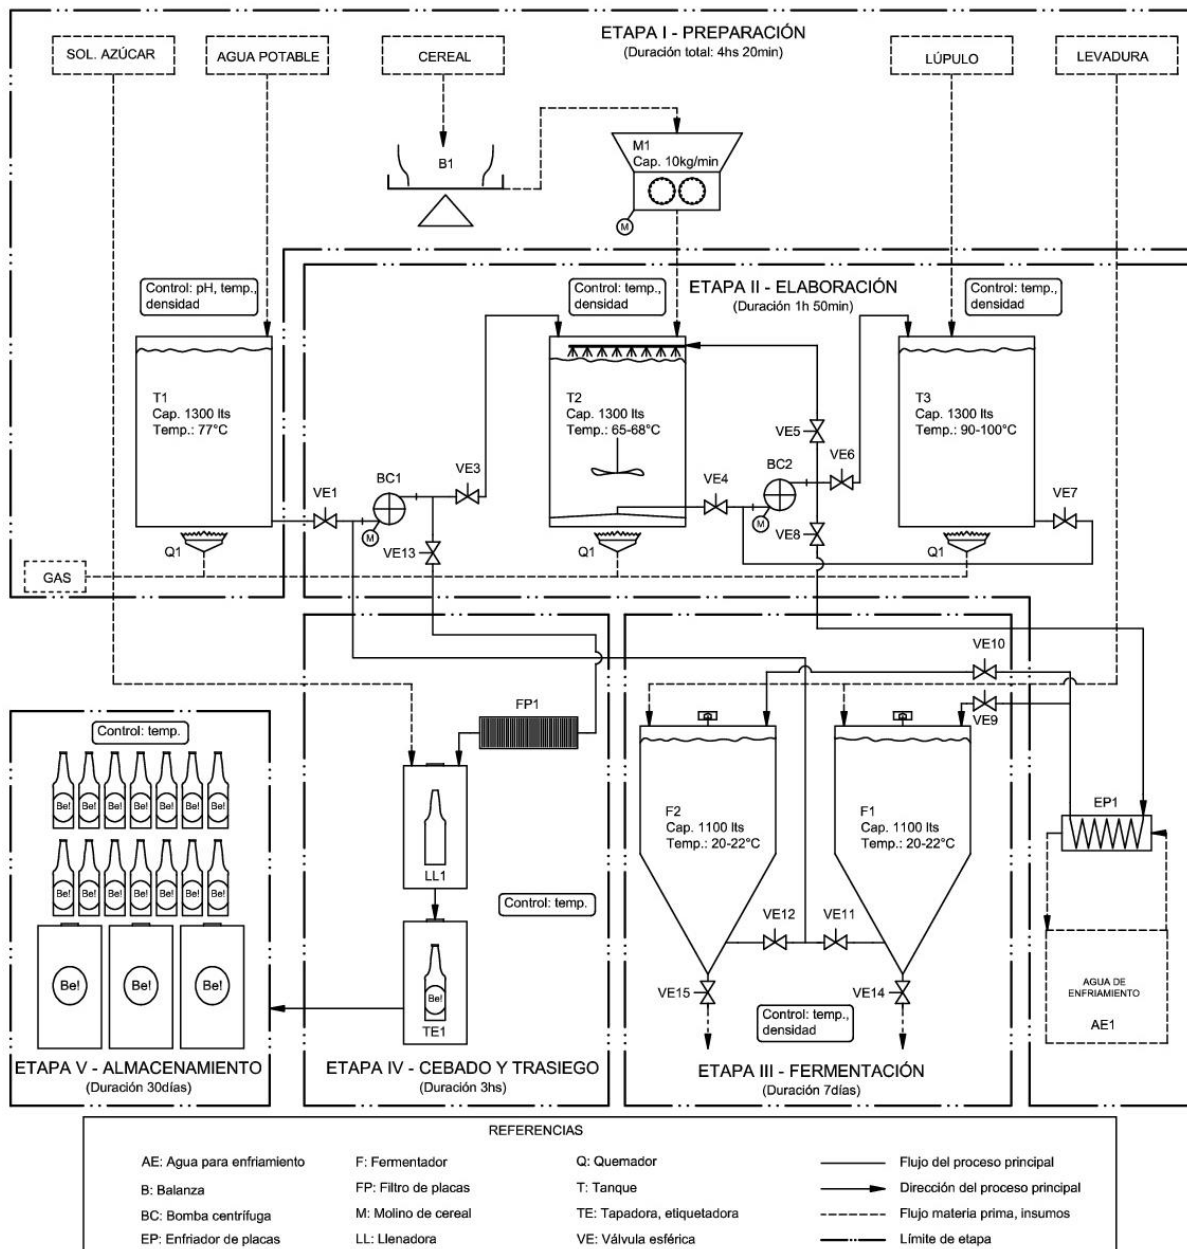 ETAPA I - PREPARACIÓN
(Duración total: 4hs 20min)
SOL. AZÚCAR
AGUA POTABLE
CEREAL
LÚPULO
LEVADURA
B1
M1
Cap. 10kg/min
M
Control: pH, temp.,
densidad
Control: temp.,
densidad
ETAPA II - ELABORACIÓN
(Duración 1h 50min)
Control: temp.,
densidad
T1
Cap. 1300 lts
Temp.: 77°C
T2
Cap. 1300 lts
Temp.: 65-68°C
T3
Cap. 1300 lts
Temp.: 90-100°C
VE1
BC1
M
VE3
VE13
VE4
VE5
BC2
M
VE6
VE8
VE7
Q1
Q1
Q1
GAS
VE10
VE9
FP1
EP1
Control: temp.
Be! Be! Be! Be! Be! Be! Be!
Be! Be! Be! Be! Be! Be! Be!
Be! Be! Be!
LL1
Be!
TE1
Control: temp.
F2
Cap. 1100 lts
Temp.: 20-22°C
F1
Cap. 1100 lts
Temp.: 20-22°C
VE12
VE11
VE15
VE14
Control: temp.,
densidad
AGUA DE
ENFRIAMIENTO
AE1
ETAPA V - ALMACENAMIENTO
(Duración 30días)
ETAPA IV - CEBADO Y TRASIEGO
(Duración 3hs)
ETAPA III - FERMENTACIÓN
(Duración 7días)
REFERENCIAS
AE: Agua para enfriamiento
B: Balanza
BC: Bomba centrífuga
EP: Enfriador de placas
F: Fermentador
FP: Filtro de placas
M: Molino de cereal
LL: Llenadora
Q: Quemador
T: Tanque
TE: Tapadora, etiquetadora
VE: Válvula esférica
Flujo del proceso principal
Dirección del proceso principal
Flujo materia prima, insumos
Límite de etapa